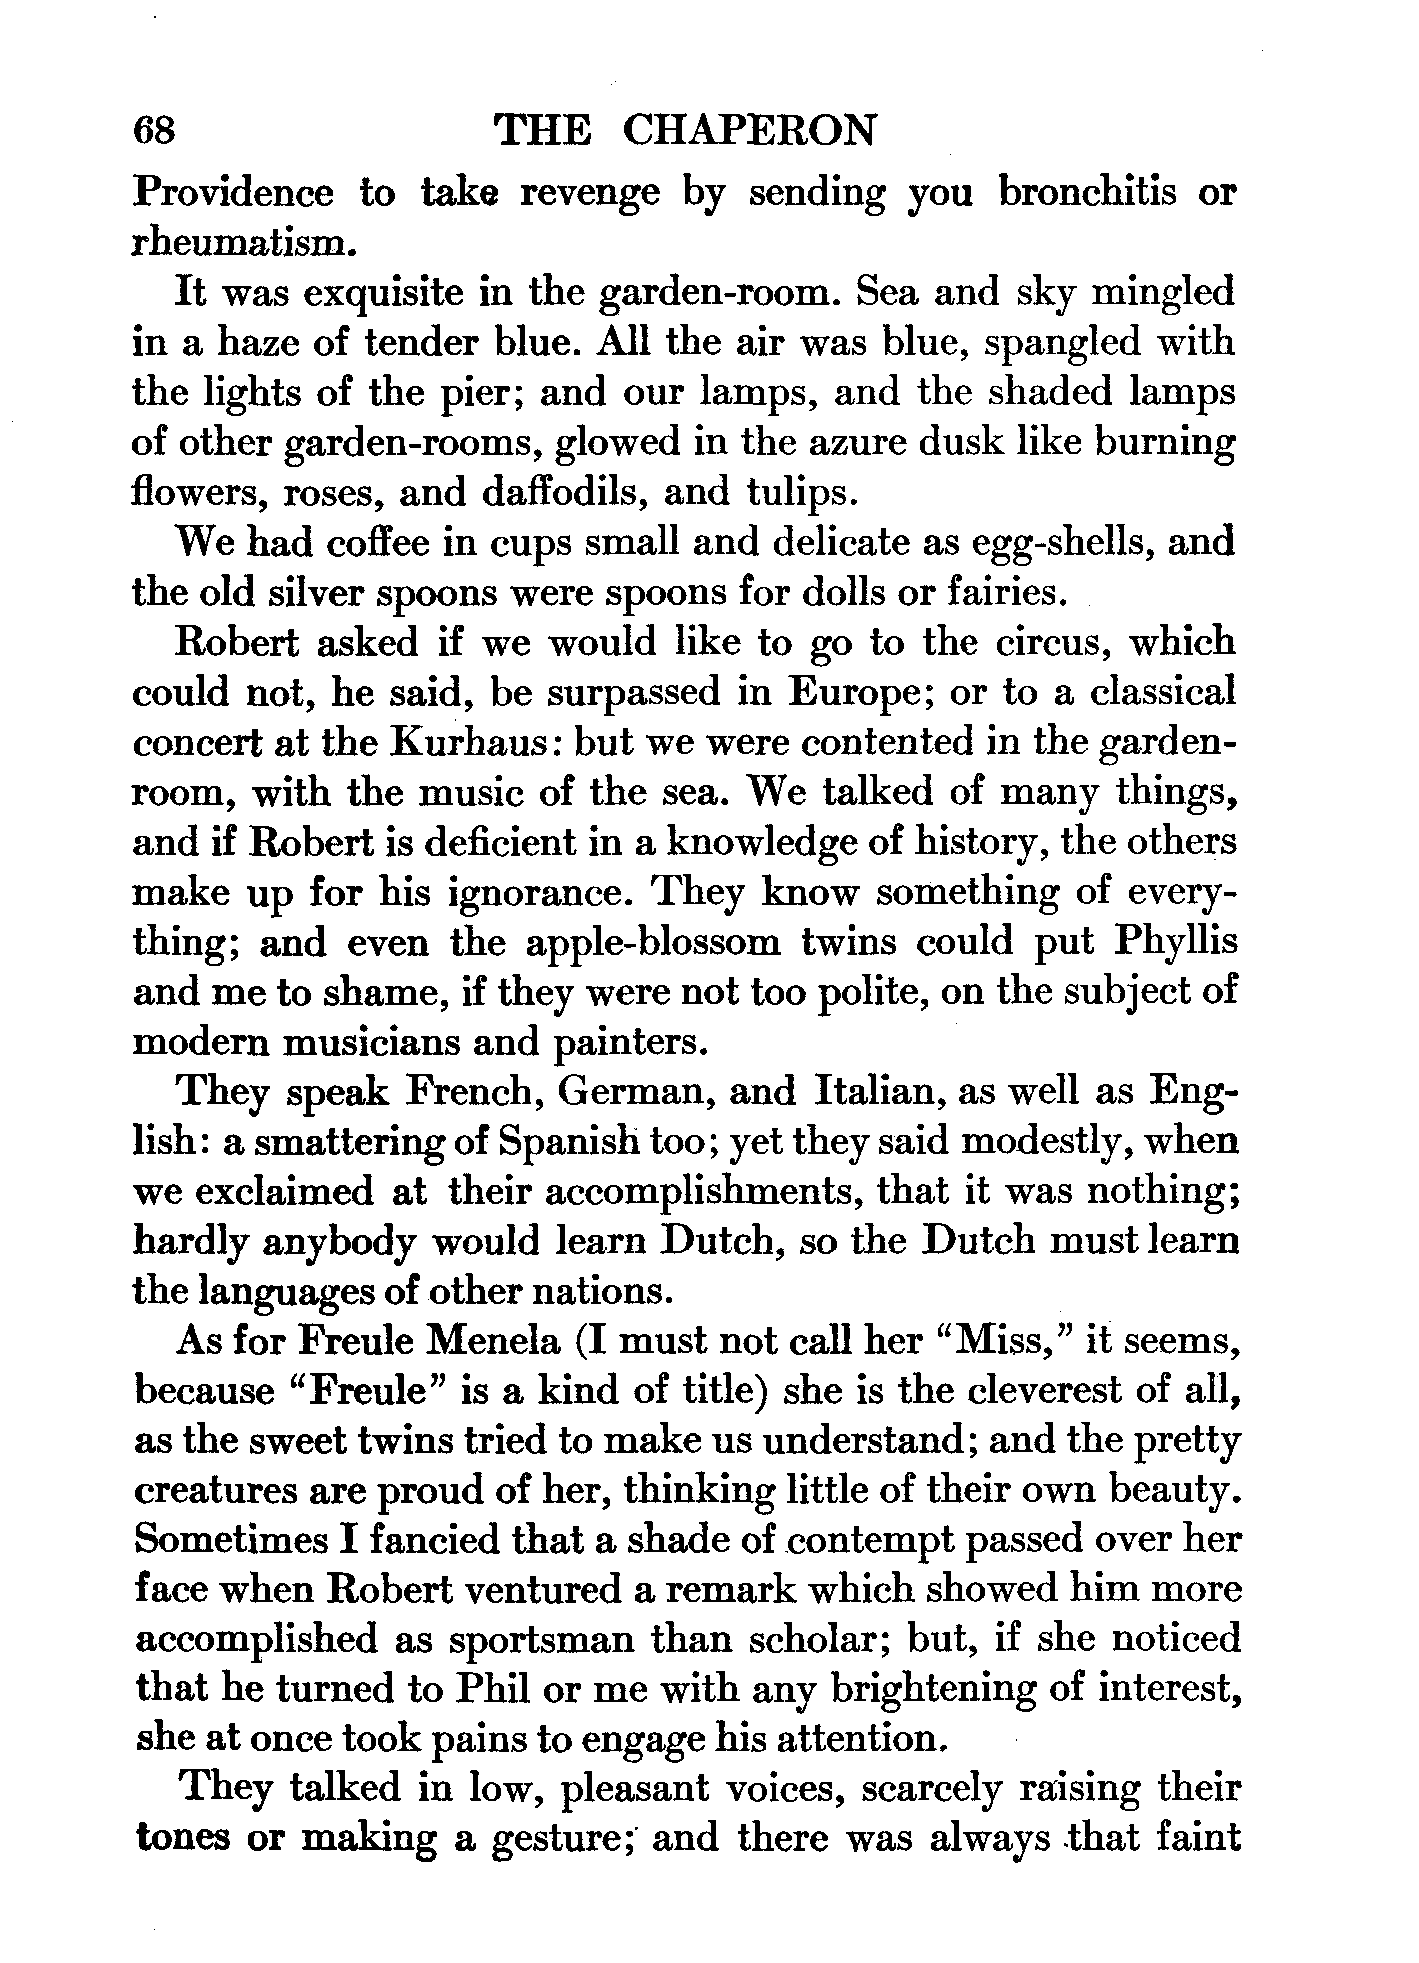 68 THE CHAPERON
Providence to take revenge by sending you bronchitis or
rheumatism.
It was exquisite in the garden-room. Sea and sky mingled
in a haze of tender blue. All the air was blue, spangled with
the lights of the pier; and our lamps, and the shaded lamps
of other garden-rooms, glowed in the azure dusk like burning
flowers, roses, and daffodils, and tulips.
We had coffee in cups small and delicate as egg-shells, and
the old silver spoons were spoons for dolls or fairies.
Robert asked if we would like to go to the circus, which
could not, he said, be surpassed in Europe; or to a classical
concert at the Kurhaus: but we were contented in the garden-
room, with the music of the sea. We talked of many things,
and if Robert is deficient in a knowledge of history, the others
make up for his ignorance. They know something of every-
thing; and even the apple-blossom twins could put Phyllis
and me to shame, if they were not too polite, on the subject of
modern musicians and painters.
They speak French, German, and Italian, as well as Eng-
lish: a smattering of Spanish too; yet they said modestly, when
we exclaimed at their accomplishments, that it was nothing;
hardly anybody would learn Dutch, so the Dutch must learn
the languages of other nations.
As for Freule Menela (I must not call her "Miss," it seems,
because "Freule" is a kind of title) she is the cleverest of all,
as the sweet twins tried to make us understand; and the pretty
creatures are proud of her, thinking little of their own beauty.
Sometimes I fancied that a shade of contempt passed over her
face when Robert ventured a remark which showed him more
accomplished as sportsman than scholar; but, if she noticed
that he turned to Phil or me with any brightening of interest,
she at once took pains to engage his attention.
They talked in low, pleasant voices, scarcely raising their
tones or making a gesture; and there was always that faint